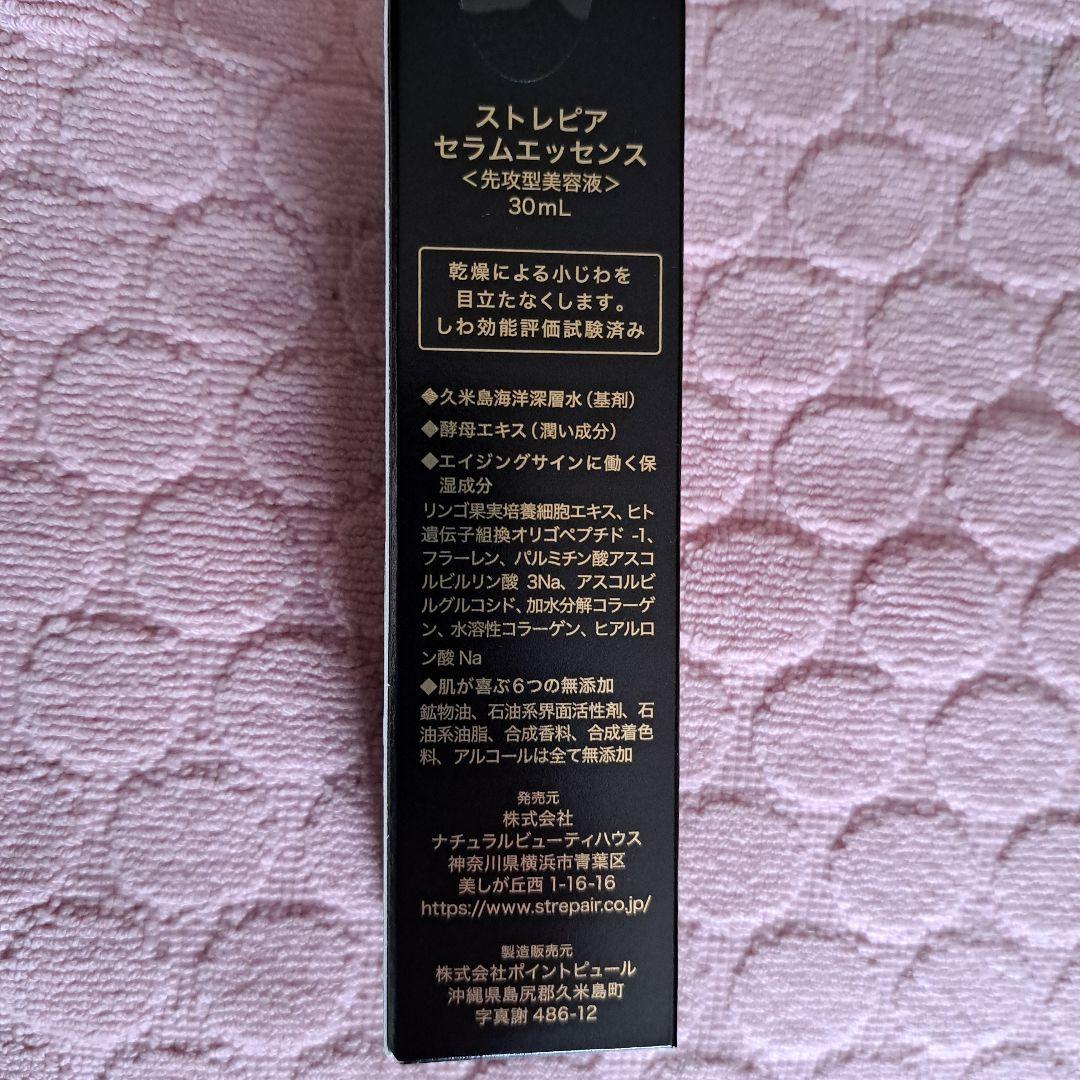 ストレピア
セラムエッセンス
＜先攻型美容液＞
30mL
乾燥による小じわを
目立たなくします。
しわ効能評価試験済み
◆久米島海洋深層水(基剤)
◆酵母エキス(潤い成分)
◆エイジングサインに働く保
湿成分
リンゴ果実培養細胞エキス、ヒト
遺伝子組換オリゴペプチド -1、
フラーレン、パルミチン酸アスコ
ルビルリン酸 3Na、アスコルビ
ルグルコシド、加水分解コラーゲ
ン、水溶性コラーゲン、ヒアルロ
ン酸 Na
◆肌が喜ぶ6つの無添加
鉱物油、石油系界面活性剤、石
油系油脂、合成香料、合成着色
料、アルコールは全て無添加
発売元
株式会社
ナチュラルビューティハウス
神奈川県横浜市青葉区
美しが丘西 1-16-16
https://www.strepair.co.jp/
製造販売元
株式会社ポイントピュール
沖縄県島尻郡久米島町
字真謝 486-12